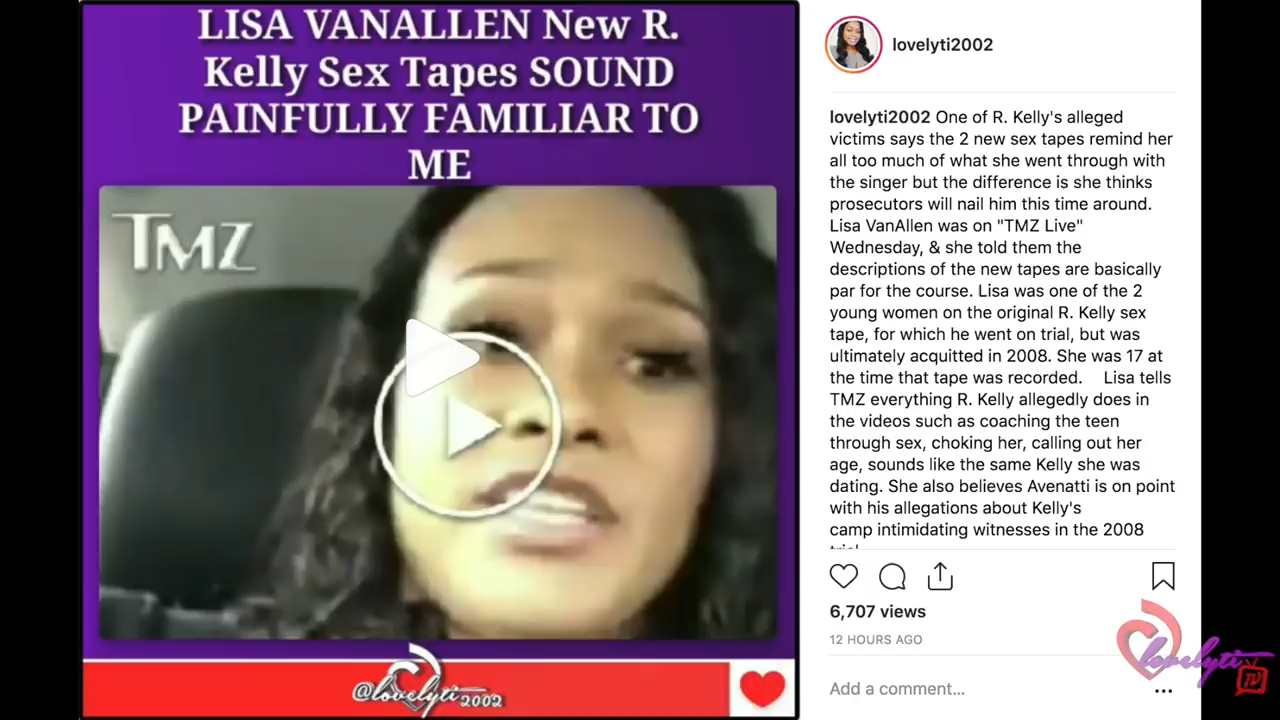 LISA VANALLEN New R.
Kelly Sex Tapes SOUND
PAINFULLY FAMILIAR TO
ME
TMZ
@lovelyti2002
lovelyti2002
lovelyti2002 One of R. Kelly's alleged
victims says the 2 new sex tapes remind her
all too much of what she went through with
the singer but the difference is she thinks
prosecutors will nail him this time around.
Lisa VanAllen was on "TMZ Live"
Wednesday, & she told them the
descriptions of the new tapes are basically
par for the course. Lisa was one of the 2
young women on the original R. Kelly sex
tape, for which he went on trial, but was
ultimately acquitted in 2008. She was 17 at
the time that tape was recorded. Lisa tells
TMZ everything R. Kelly allegedly does in
the videos such as coaching the teen
through sex, choking her, calling out her
age, sounds like the same Kelly she was
dating. She also believes Avenatti is on point
with his allegations about Kelly's
camp intimidating witnesses in the 2008
6,707 views
12 HOURS AGO
Add a comment...
lovelyti
TV